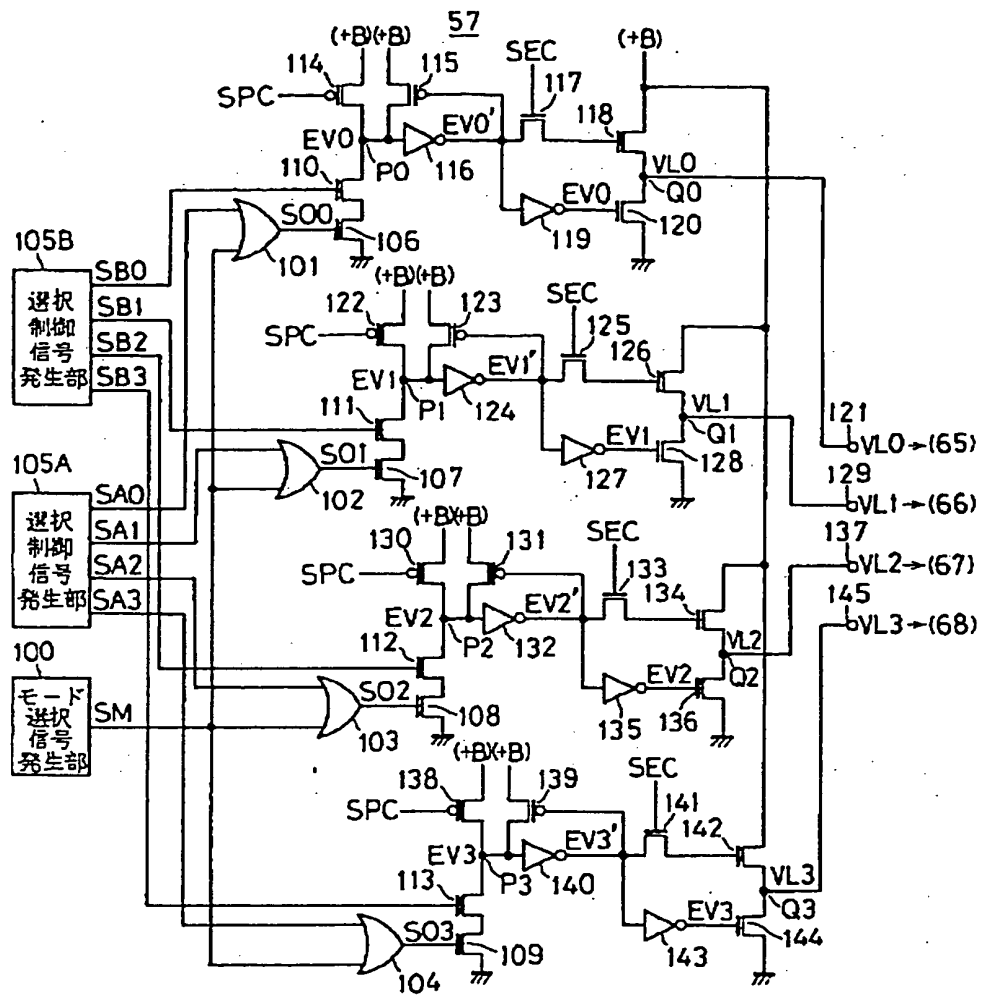 57
(+B)(+B)
(+B)
114
115
SEC
117
SPC
118
EV0
EV0'
P0
116
VL0
Q0
110
EV0
119
120
SO0
106
101
105B
選択
制御
信号
発生部
SB0
SB1
SB2
SB3
(+B)(+B)
122
123
SEC
125
SPC
126
EV1
EV1'
P1
124
VL1
Q1
111
EV1
127
128
SO1
107
102
121
VL0→(65)
129
VL1→(66)
137
VL2→(67)
145
VL3→(68)
105A
選択
制御
信号
発生部
SA0
SA1
SA2
SA3
(+B)(+B)
130
131
SEC
133
SPC
134
EV2
EV2'
P2
132
VL2
Q2
112
EV2
135
136
SO2
108
103
100
モード
選択
信号
発生部
SM
(+B)(+B)
138
139
SEC
141
SPC
142
EV3
EV3'
P3
140
VL3
Q3
113
EV3
143
144
SO3
109
104